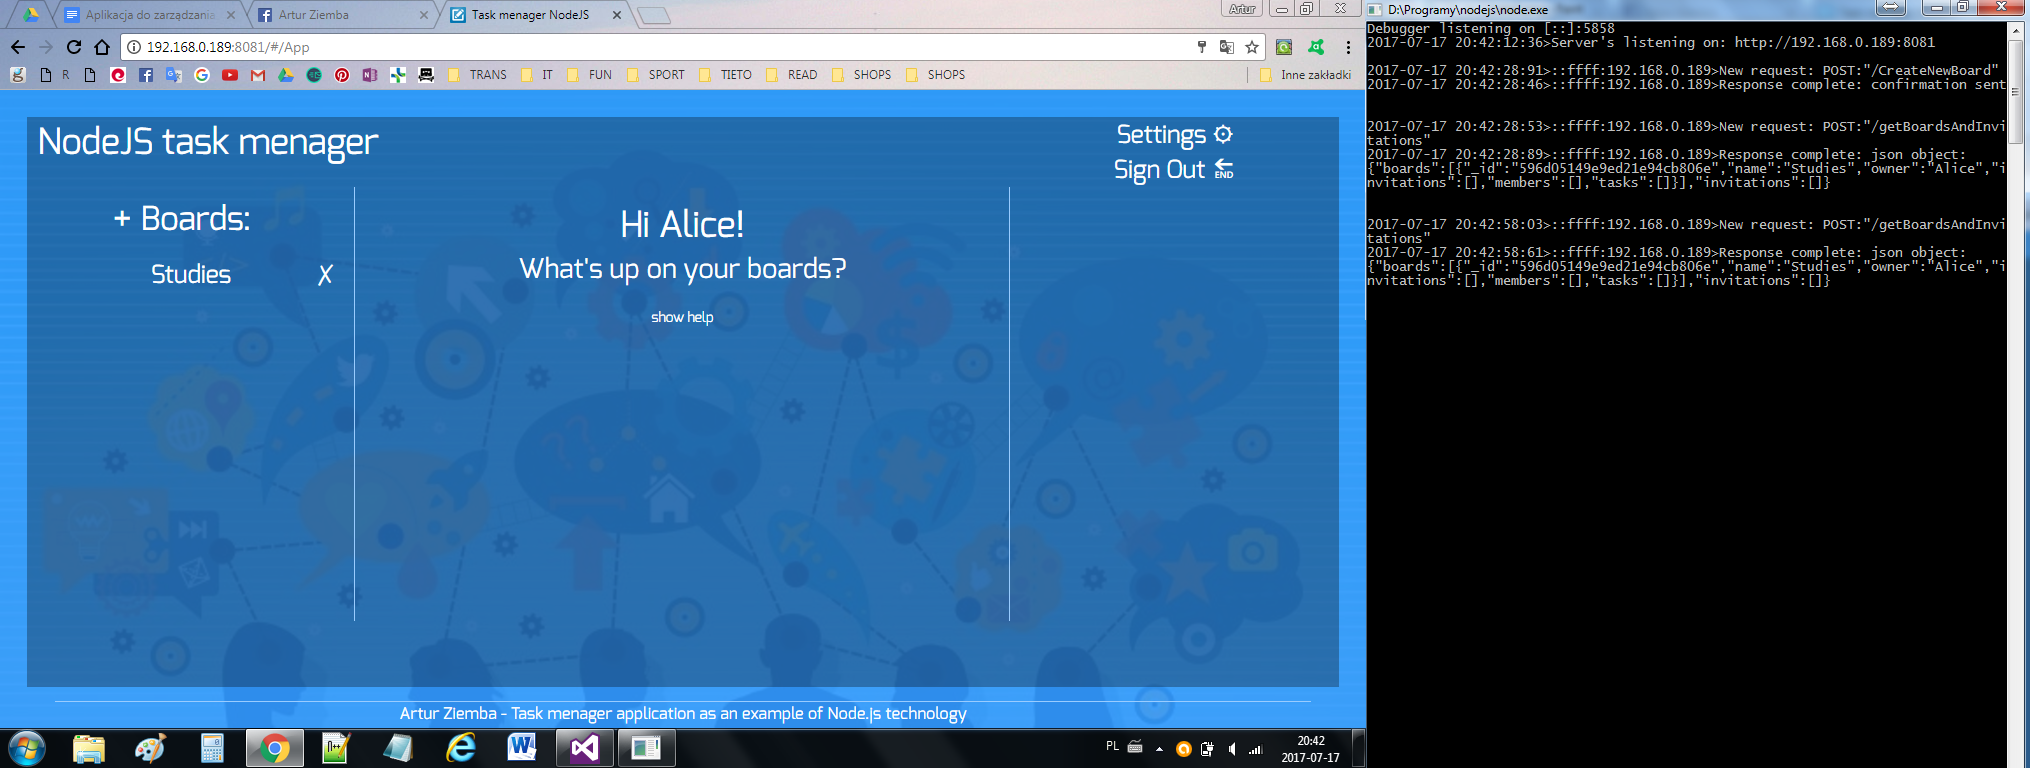 Aplikacja do zarządzania
Artur Ziemba
Task menager NodeJS
Artur
192.168.0.189:8081/#/App
R
TRANS
IT
FUN
SPORT
TIETO
READ
SHOPS
SHOPS
Inne zakładki
NodeJS task menager
Settings
Sign Out
END
+ Boards:
Studies X
Hi Alice!
What's up on your boards?
show help
Artur Ziemba - Task menager application as an example of Node.js technology
PL
20:42
2017-07-17
D:\Programy\nodejs\node.exe
Debugger listening on [::]:5858
2017-07-17 20:42:12:36>Server's listening on: http://192.168.0.189:8081
2017-07-17 20:42:28:91>::ffff:192.168.0.189>New request: POST:"/CreateNewBoard"
2017-07-17 20:42:28:46>::ffff:192.168.0.189>Response complete: confirmation sent
2017-07-17 20:42:28:53>::ffff:192.168.0.189>New request: POST:"/getBoardsAndInvi
tations"
2017-07-17 20:42:28:89>::ffff:192.168.0.189>Response complete: json object:
{"boards":[{"_id":"596d05149e9ed21e94cb806e","name":"Studies","owner":"Alice","i
nvitations":[],"members":[],"tasks":[]}],"invitations":[]}
2017-07-17 20:42:58:03>::ffff:192.168.0.189>New request: POST:"/getBoardsAndInvi
tations"
2017-07-17 20:42:58:61>::ffff:192.168.0.189>Response complete: json object:
{"boards":[{"_id":"596d05149e9ed21e94cb806e","name":"Studies","owner":"Alice","i
nvitations":[],"members":[],"tasks":[]}],"invitations":[]}